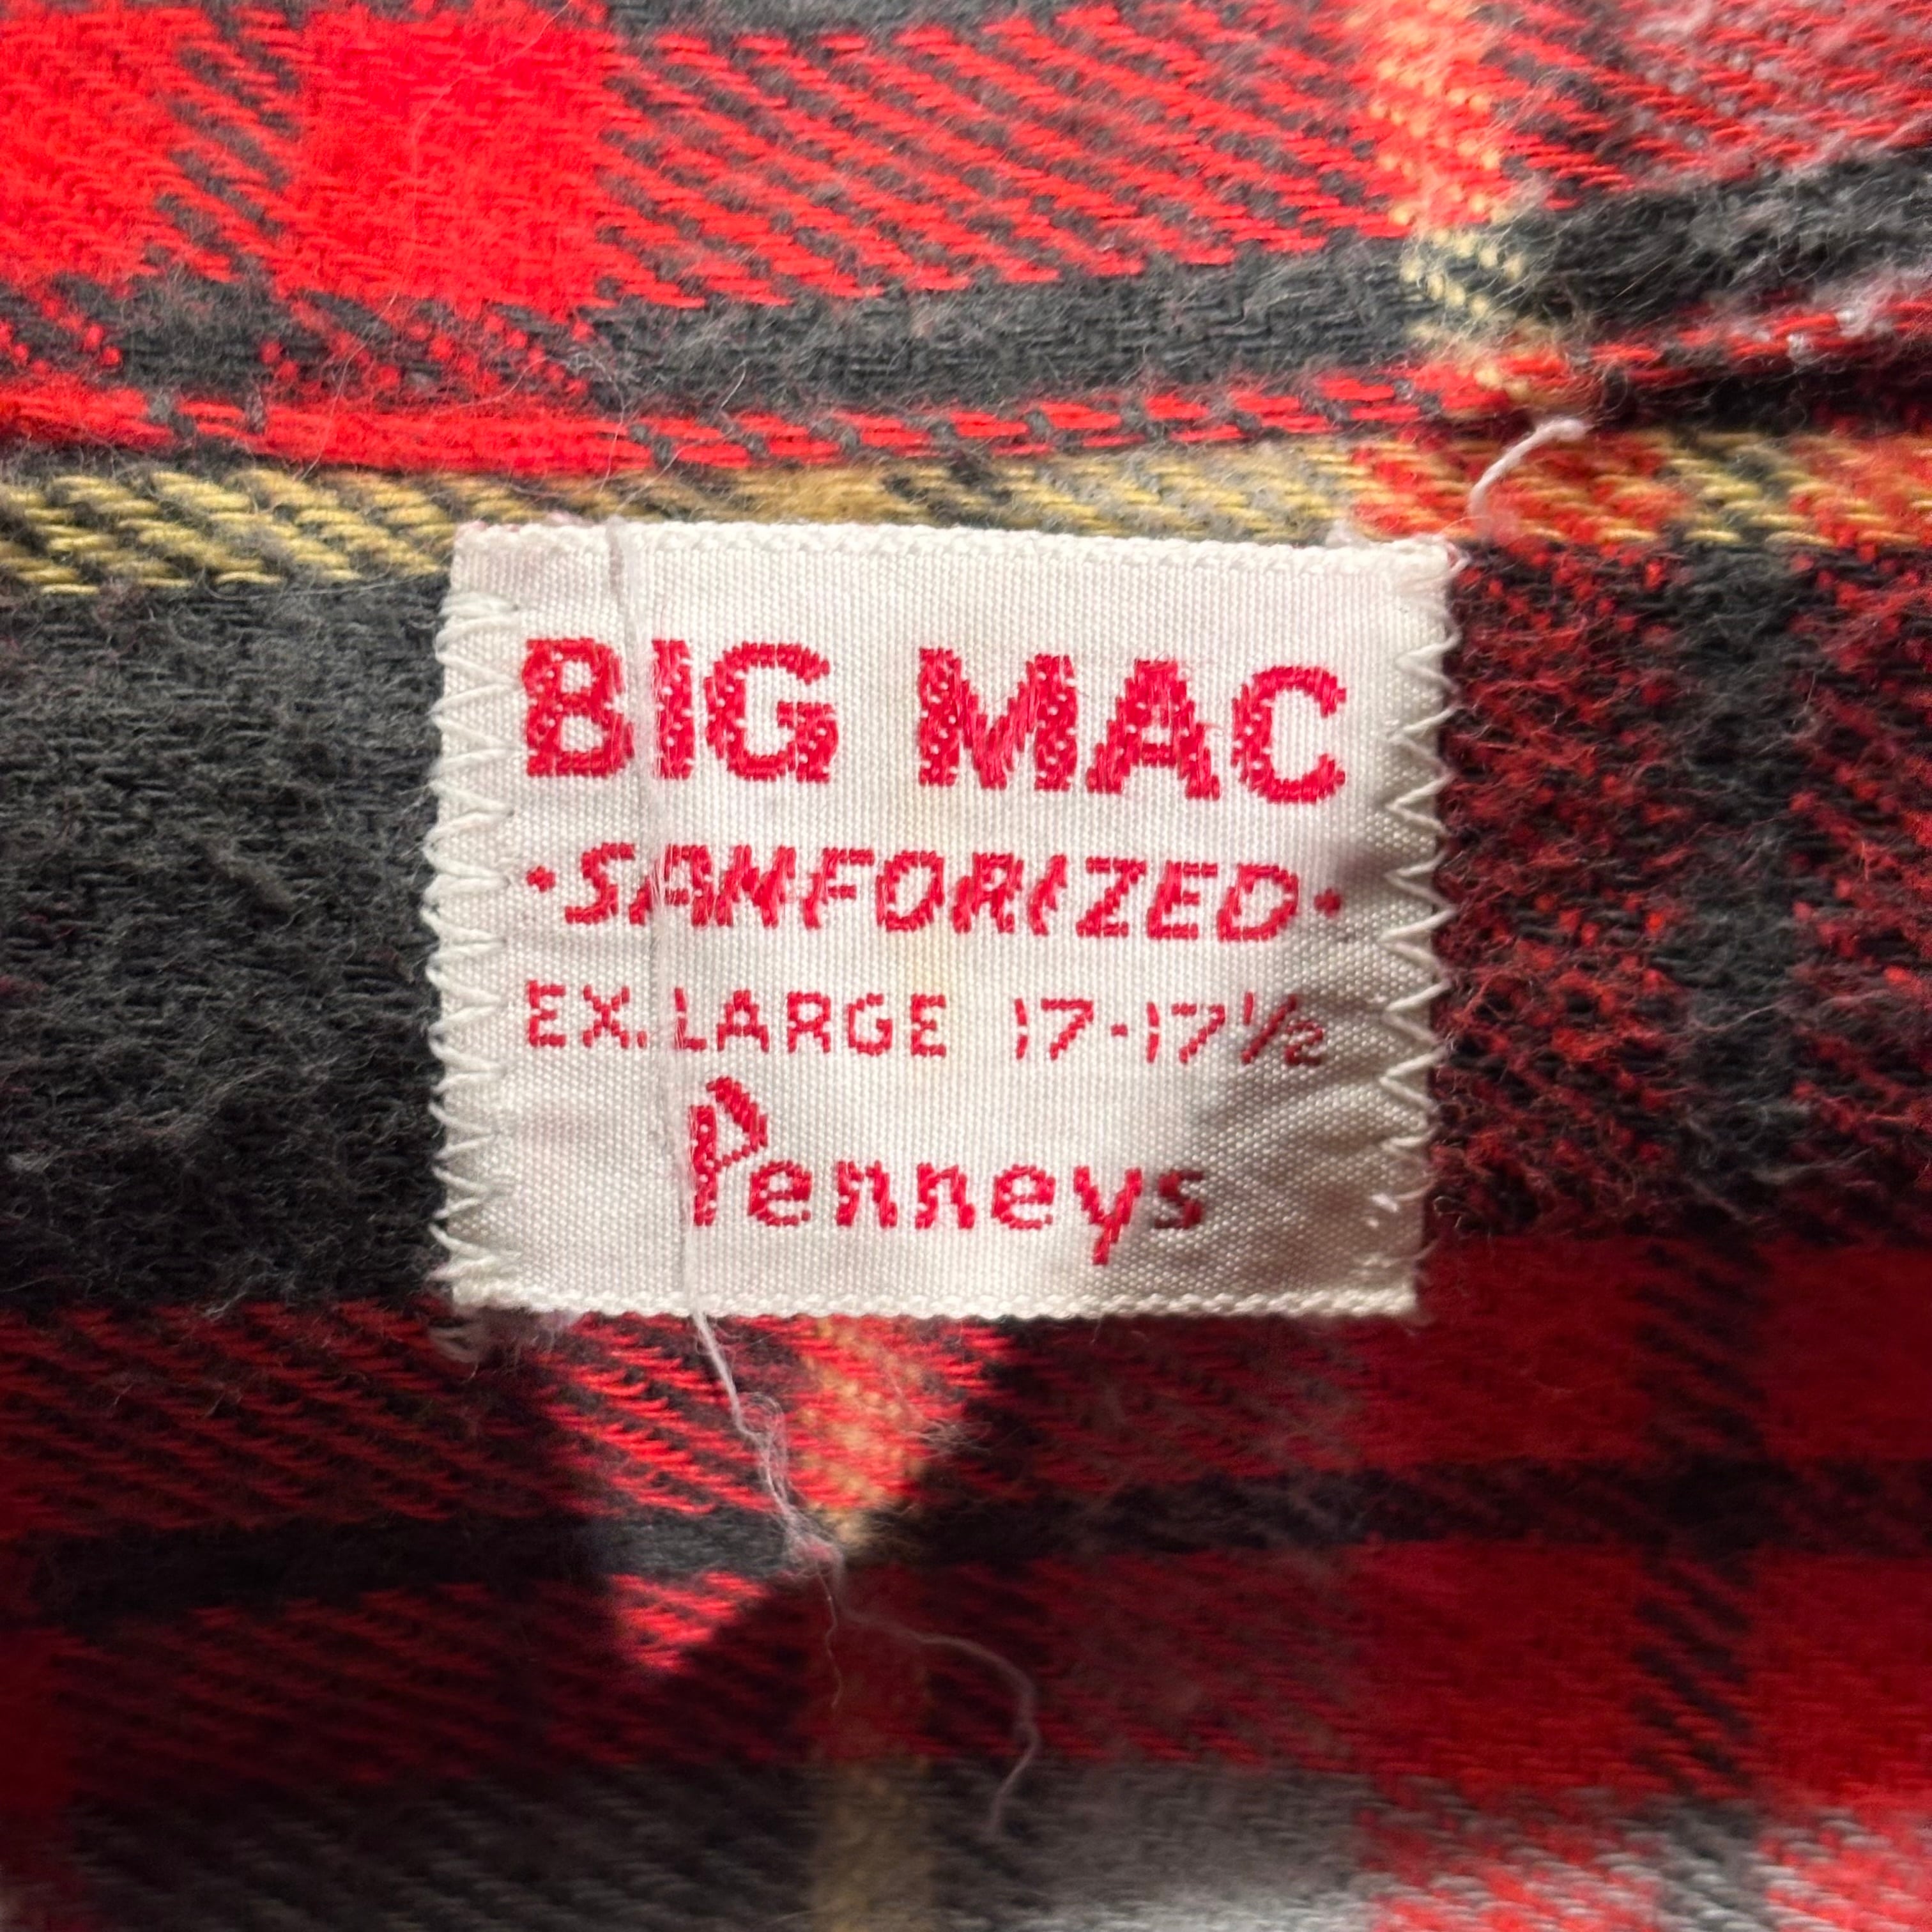 BIG MAC
·SANFORIZED·
EX. LARGE 17-17½
Penneys